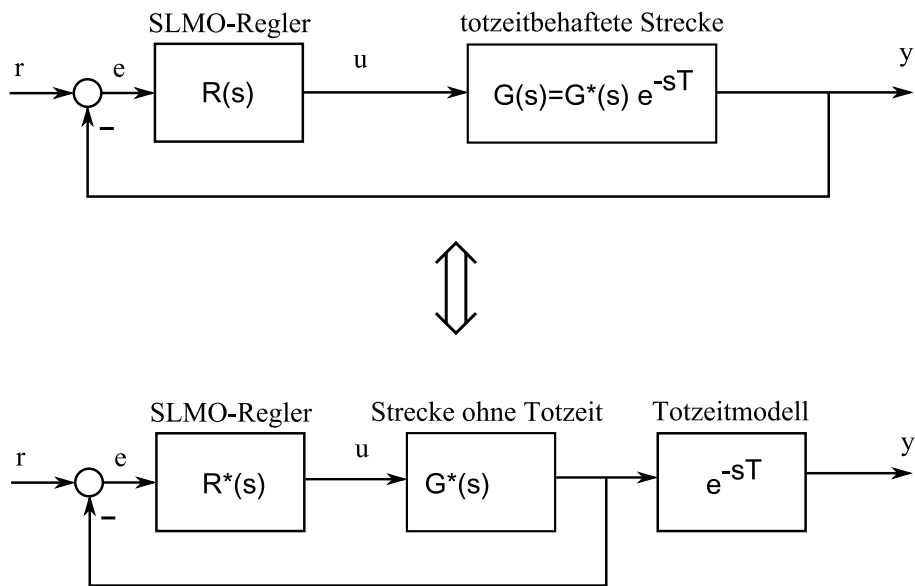 SLMO-Regler
totzeitbehaftete Strecke
r
e
R(s)
u
G(s)=G*(s) e-sT
y
–
SLMO-Regler
Strecke ohne Totzeit
Totzeitmodell
r
e
R*(s)
u
G*(s)
e-sT
y
–